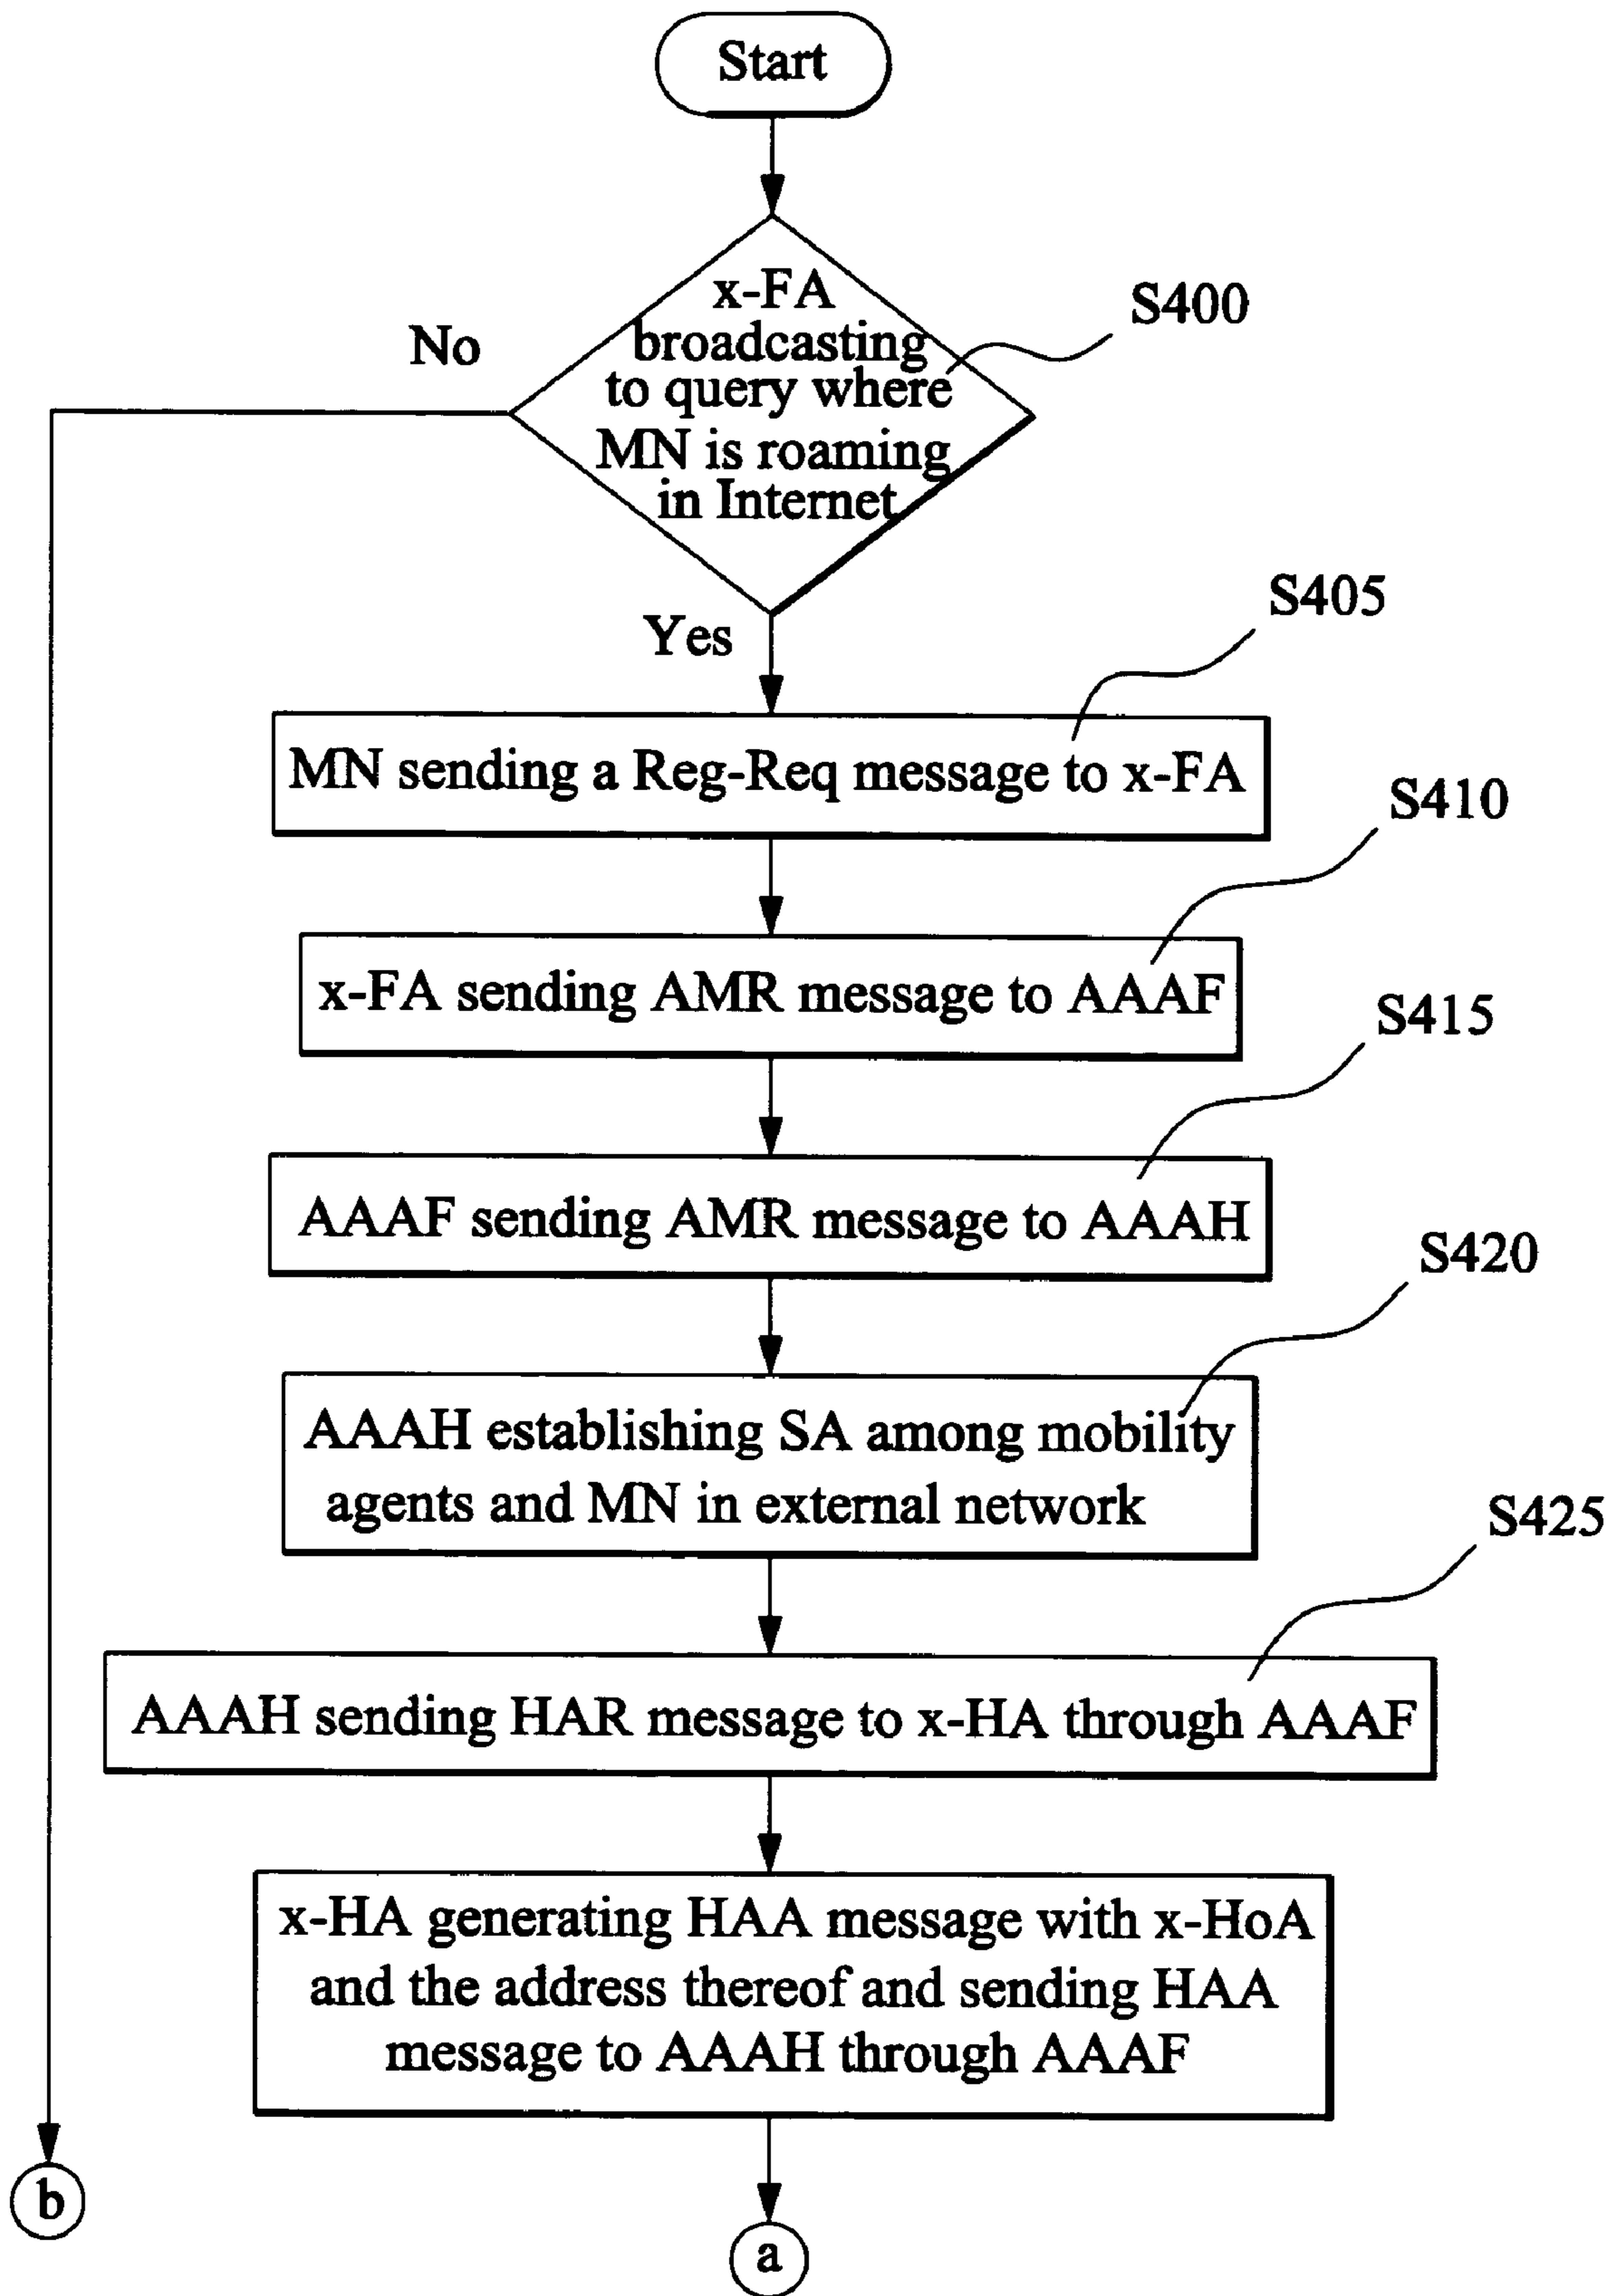 Start
x-FA
broadcasting
to query where
MN is roaming
in Internet
S400
No
Yes
S405
MN sending a Reg-Req message to x-FA
S410
x-FA sending AMR message to AAAF
S415
AAAF sending AMR message to AAAH
S420
AAAH establishing SA among mobility
agents and MN in external network
S425
AAAH sending HAR message to x-HA through AAAF
x-HA generating HAA message with x-HoA
and the address thereof and sending HAA
message to AAAH through AAAF
b
a